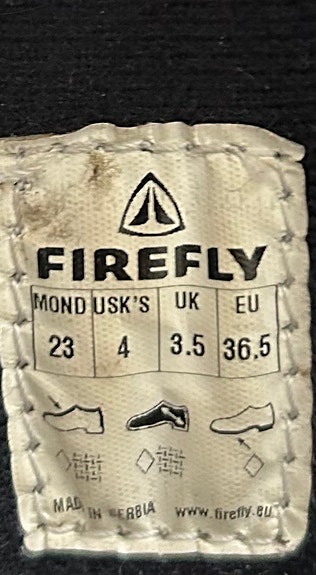 FIREFLY
MOND USK'S UK EU
23 4 3.5 36.5
MADE IN SERBIA www.firefly.eu